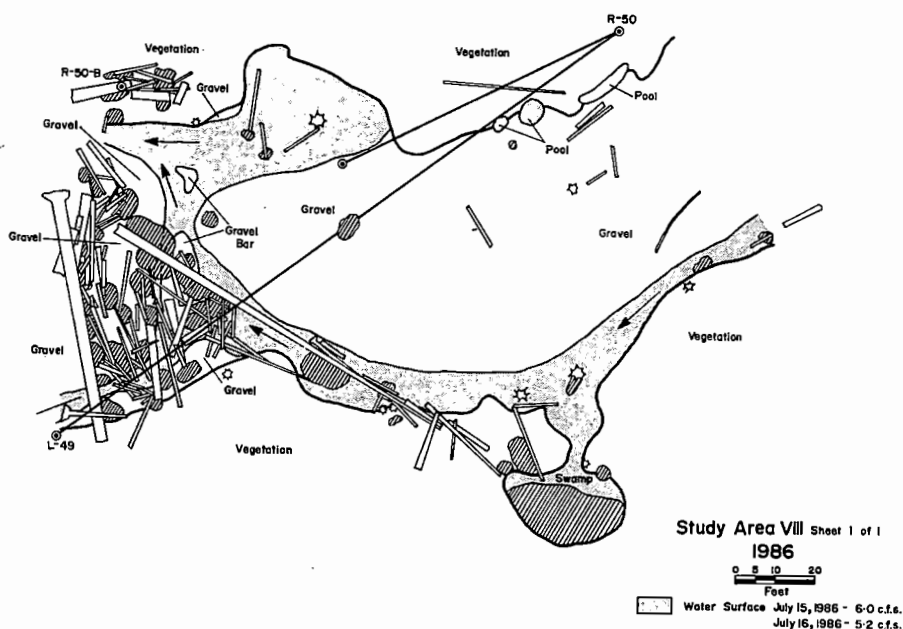 R-50
Vegetation
Vegetation
R-50-B
Gravel
Pool
Gravel
Pool
Gravel
Gravel
Gravel
Bar
Gravel
Vegetation
Gravel
Gravel
L-49
Vegetation
Swamp
Study Area VIII Sheet 1 of 1
1986
0 5 10 20
Feet
Water Surface July 15, 1986 - 6.0 c.f.s.
July 16, 1986 - 5.2 c.f.s.